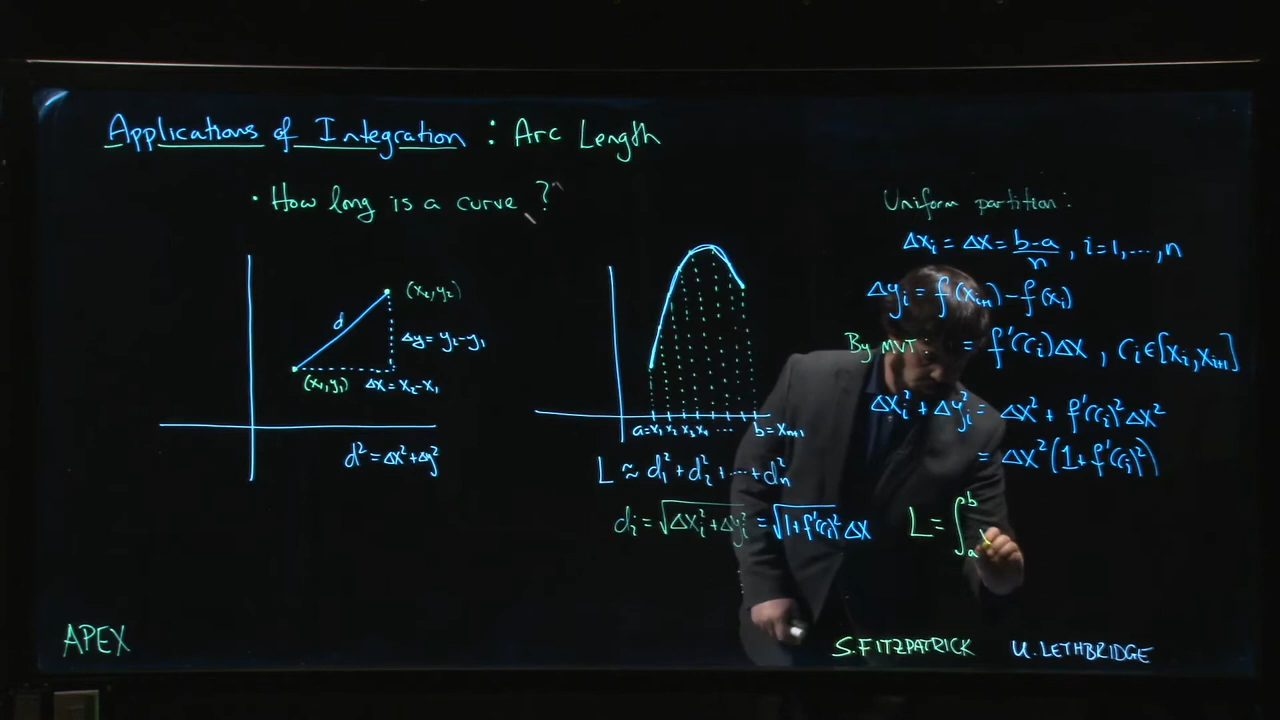 Applications of Integration : Arc Length
• How long is a curve ?
(x₂,y₂)
d
Δy = y₂-y₁
(x₁,y₁)
Δx = x₂-x₁
d² = Δx²+Δy²
a=x₁ x₂ x₃ x₄ ... b=xₙ₊₁
L ≈ d₁²+d₂²+...+dₙ²
dᵢ = √(Δxᵢ²+Δyᵢ²) = √(1+f'(cᵢ)²) Δx
Uniform partition:
Δxᵢ = Δx = (b-a)/n , i=1,...,n
Δyᵢ = f(xᵢ₊₁)-f(xᵢ)
By MVT: = f'(cᵢ)Δx , cᵢ∈[xᵢ,xᵢ₊₁]
Δxᵢ²+Δyᵢ² = Δx² + f'(cᵢ)²Δx²
= Δx²(1+f'(cᵢ)²)
L = ∫ₐᵇ
APEX
S.FITZPATRICK U.LETHBRIDGE